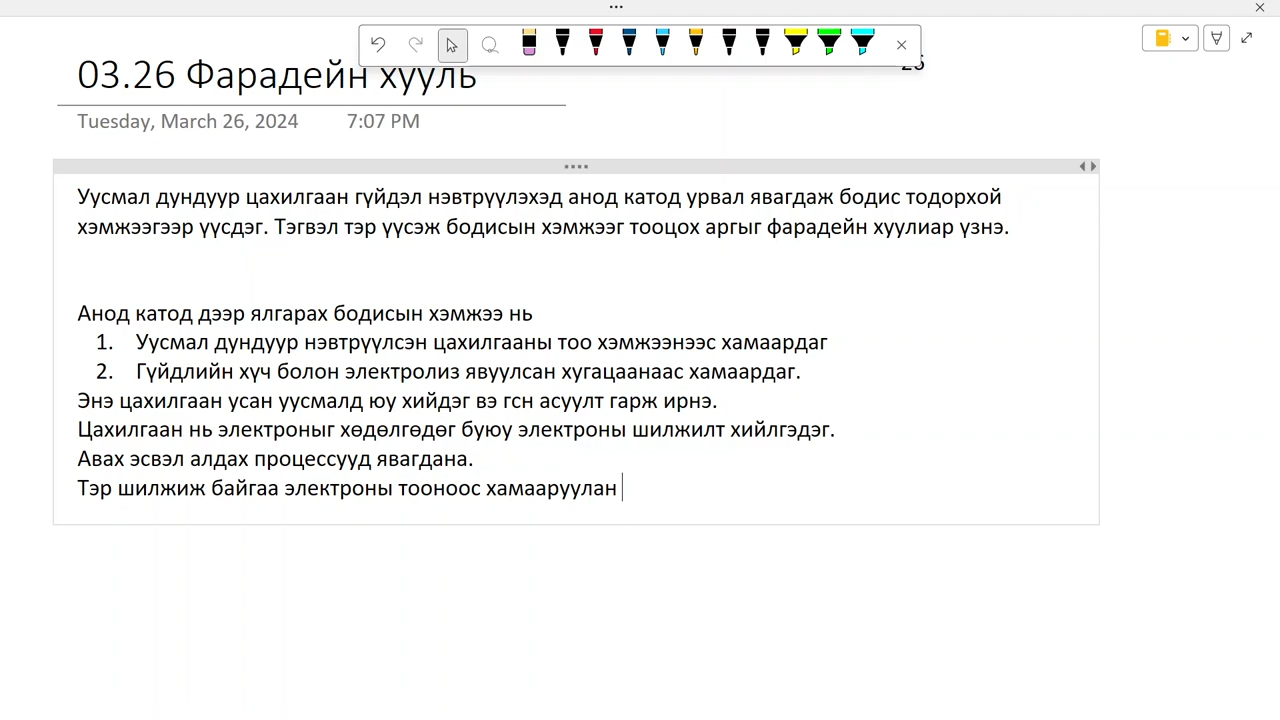 03.26 Фарадейн хууль
Tuesday, March 26, 2024 7:07 PM
Уусмал дундуур цахилгаан гүйдэл нэвтрүүлэхэд анод катод урвал явагдаж бодис тодорхой
хэмжээгээр үүсдэг. Тэгвэл тэр үүсэж бодисын хэмжээг тооцох аргыг фарадейн хуулиар үзнэ.
Анод катод дээр ялгарах бодисын хэмжээ нь
1. Уусмал дундуур нэвтрүүлсэн цахилгааны тоо хэмжээнээс хамаардаг
2. Гүйдлийн хүч болон электролиз явуулсан хугацаанаас хамаардаг.
Энэ цахилгаан усан уусмалд юу хийдэг вэ гсн асуулт гарж ирнэ.
Цахилгаан нь электроныг хөдөлгөдөг буюу электроны шилжилт хийлгэдэг.
Авах эсвэл алдах процессууд явагдана.
Тэр шилжиж байгаа электроны тооноос хамааруулан